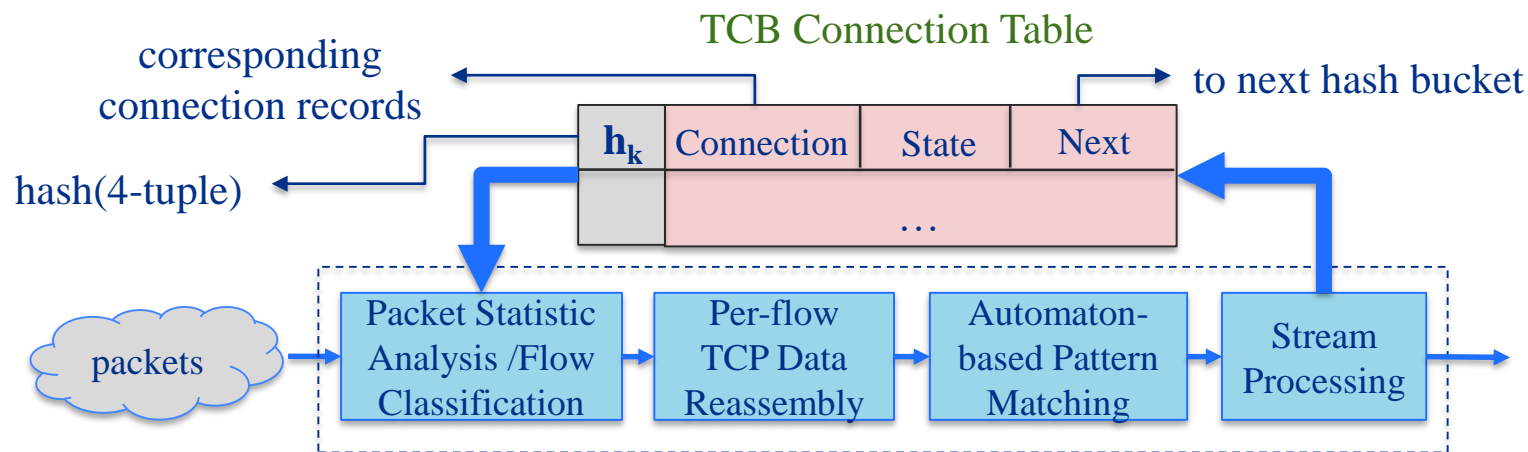 TCB Connection Table
corresponding
connection records
to next hash bucket
hash(4-tuple)
hk Connection State Next
…
packets
Packet Statistic
Analysis /Flow
Classification
Per-flow
TCP Data
Reassembly
Automaton-
based Pattern
Matching
Stream
Processing